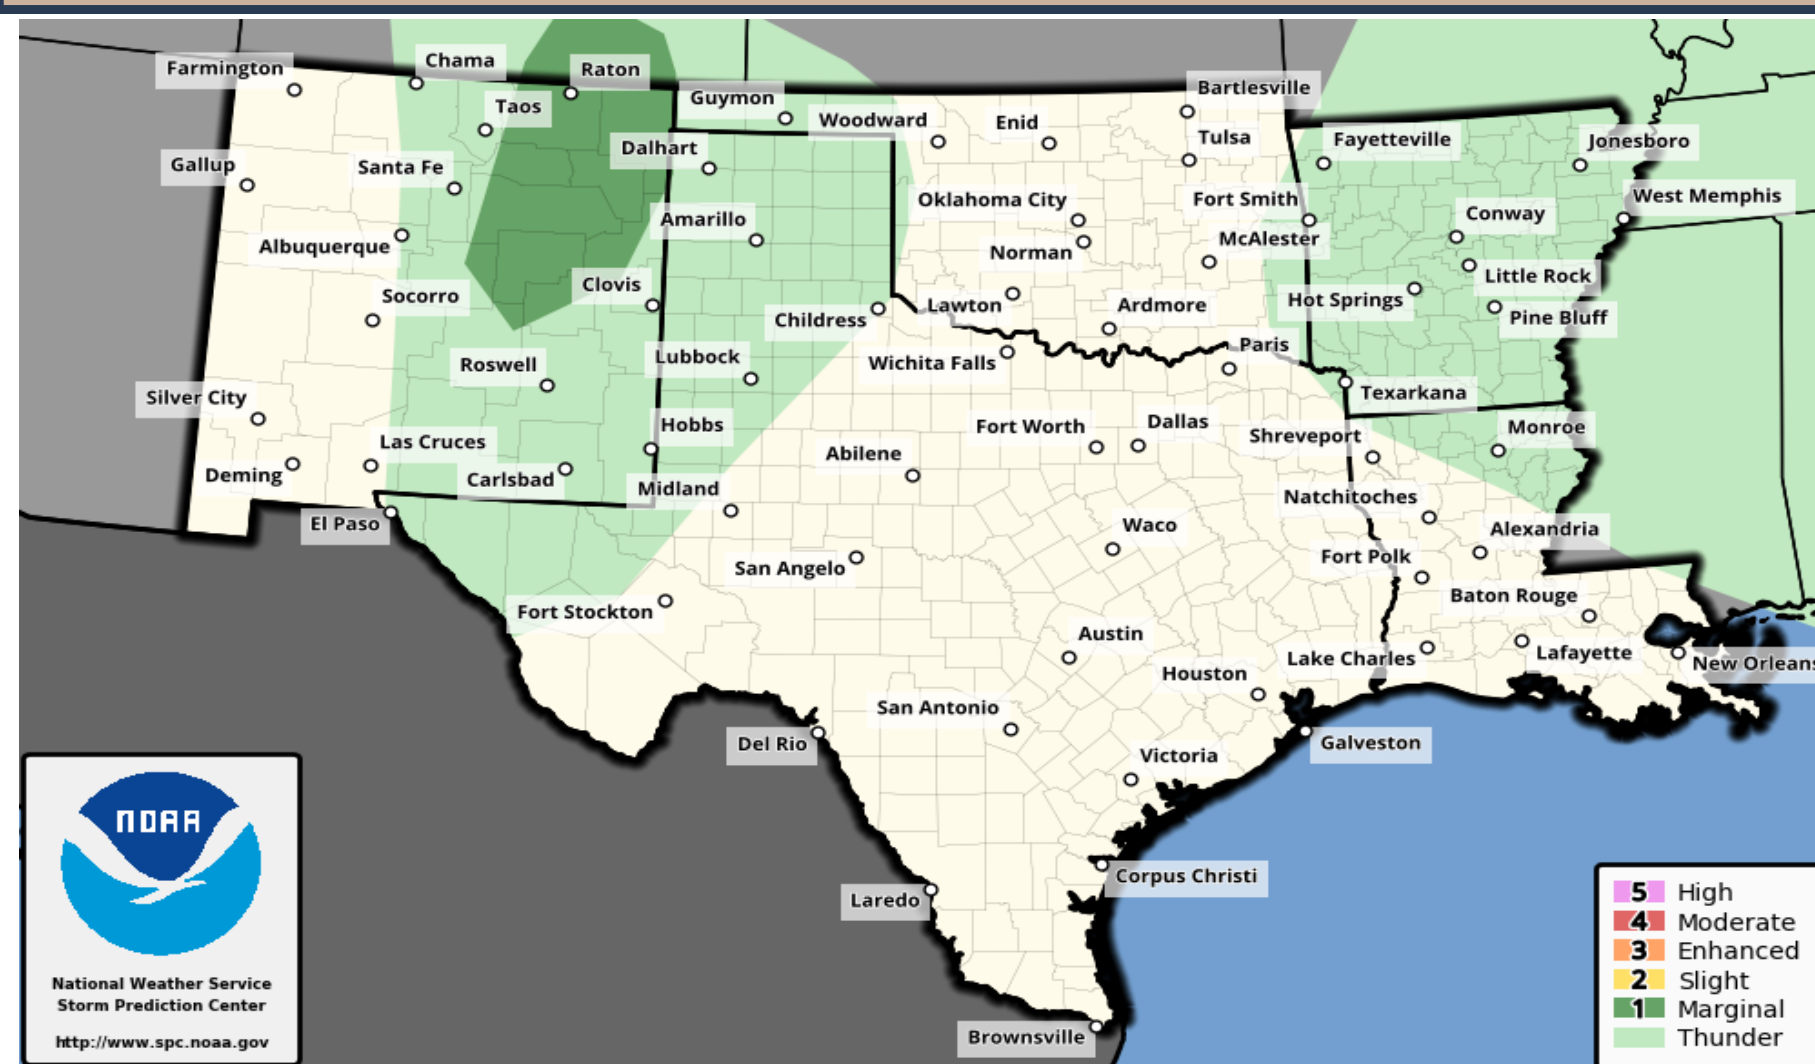 Farmington
Chama
Raton
Taos
Guymon
Woodward
Enid
Bartlesville
Tulsa
Fayetteville
Jonesboro
Gallup
Santa Fe
Dalhart
Oklahoma City
Fort Smith
Conway
West Memphis
Albuquerque
Amarillo
Norman
McAlester
Little Rock
Socorro
Clovis
Childress
Lawton
Ardmore
Hot Springs
Pine Bluff
Roswell
Lubbock
Wichita Falls
Paris
Texarkana
Silver City
Hobbs
Abilene
Fort Worth
Dallas
Shreveport
Monroe
Las Cruces
Deming
Carlsbad
Midland
Natchitoches
El Paso
Waco
Alexandria
San Angelo
Fort Polk
Fort Stockton
Baton Rouge
Austin
Lake Charles
Lafayette
New Orleans
Houston
San Antonio
Del Rio
Galveston
Victoria
Laredo
Corpus Christi
Brownsville
NOAA
National Weather Service
Storm Prediction Center
http://www.spc.noaa.gov
5 High
4 Moderate
3 Enhanced
2 Slight
1 Marginal
Thunder